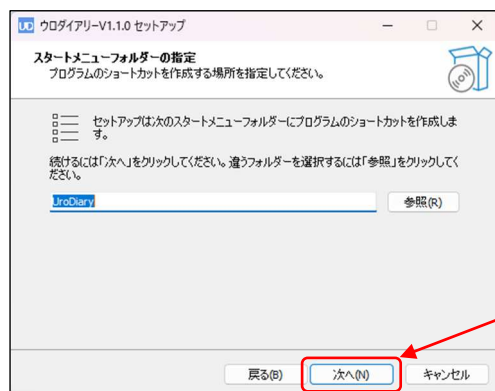 UD ウロダイアリーーV1.1.0 セットアップ
スタートメニューフォルダーの指定
プログラムのショートカットを作成する場所を指定してください。
セットアップは次のスタートメニューフォルダーにプログラムのショートカットを作成しま
す。
続けるには「次へ」をクリックしてください。違うフォルダーを選択するには「参照」をクリックしてく
ださい。
UroDiary
参照(R)
戻る(B)
次へ(N)
キャンセル